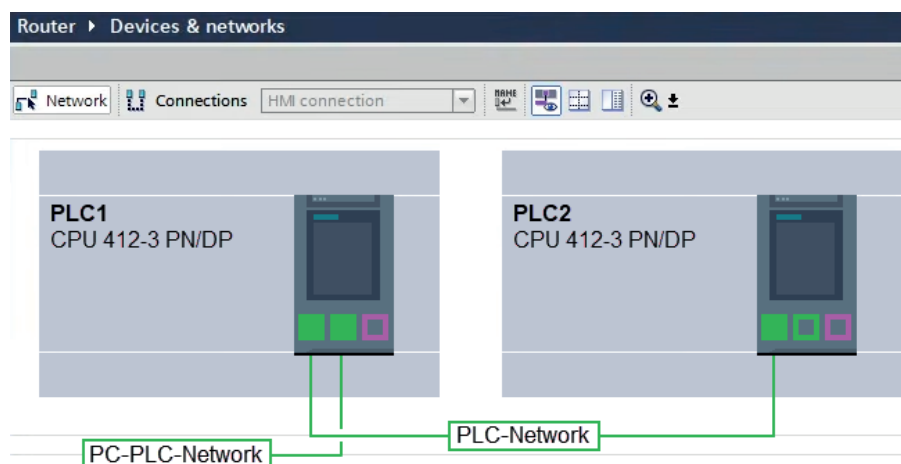 Router ▸ Devices & networks
Network Connections HMI connection NAME
PLC1
CPU 412-3 PN/DP
PLC2
CPU 412-3 PN/DP
PLC-Network
PC-PLC-Network